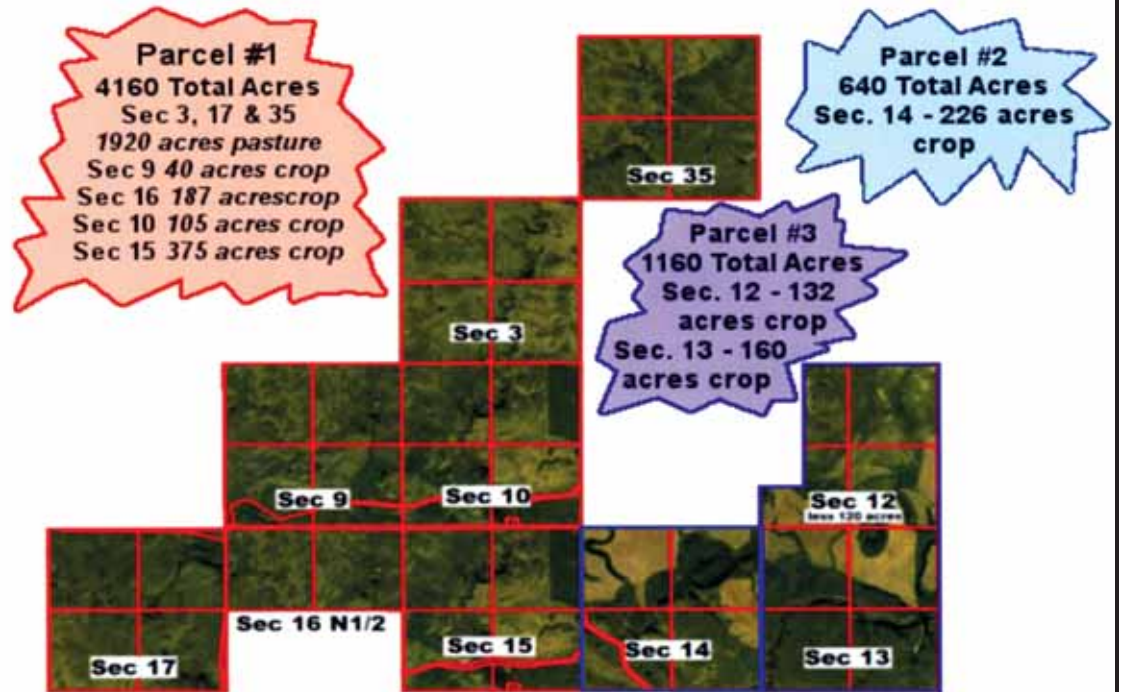 Parcel #1
4160 Total Acres
Sec 3, 17 & 35
1920 acres pasture
Sec 9 40 acres crop
Sec 16 187 acrescrop
Sec 10 105 acres crop
Sec 15 375 acres crop
Parcel #2
640 Total Acres
Sec. 14 - 226 acres
crop
Sec 35
Parcel #3
1160 Total Acres
Sec. 12 - 132
acres crop
Sec. 13 - 160
acres crop
Sec 3
Sec 9
Sec 10
Sec 12
less 120 acres
Sec 16 N1/2
Sec 17
Sec 15
Sec 14
Sec 13